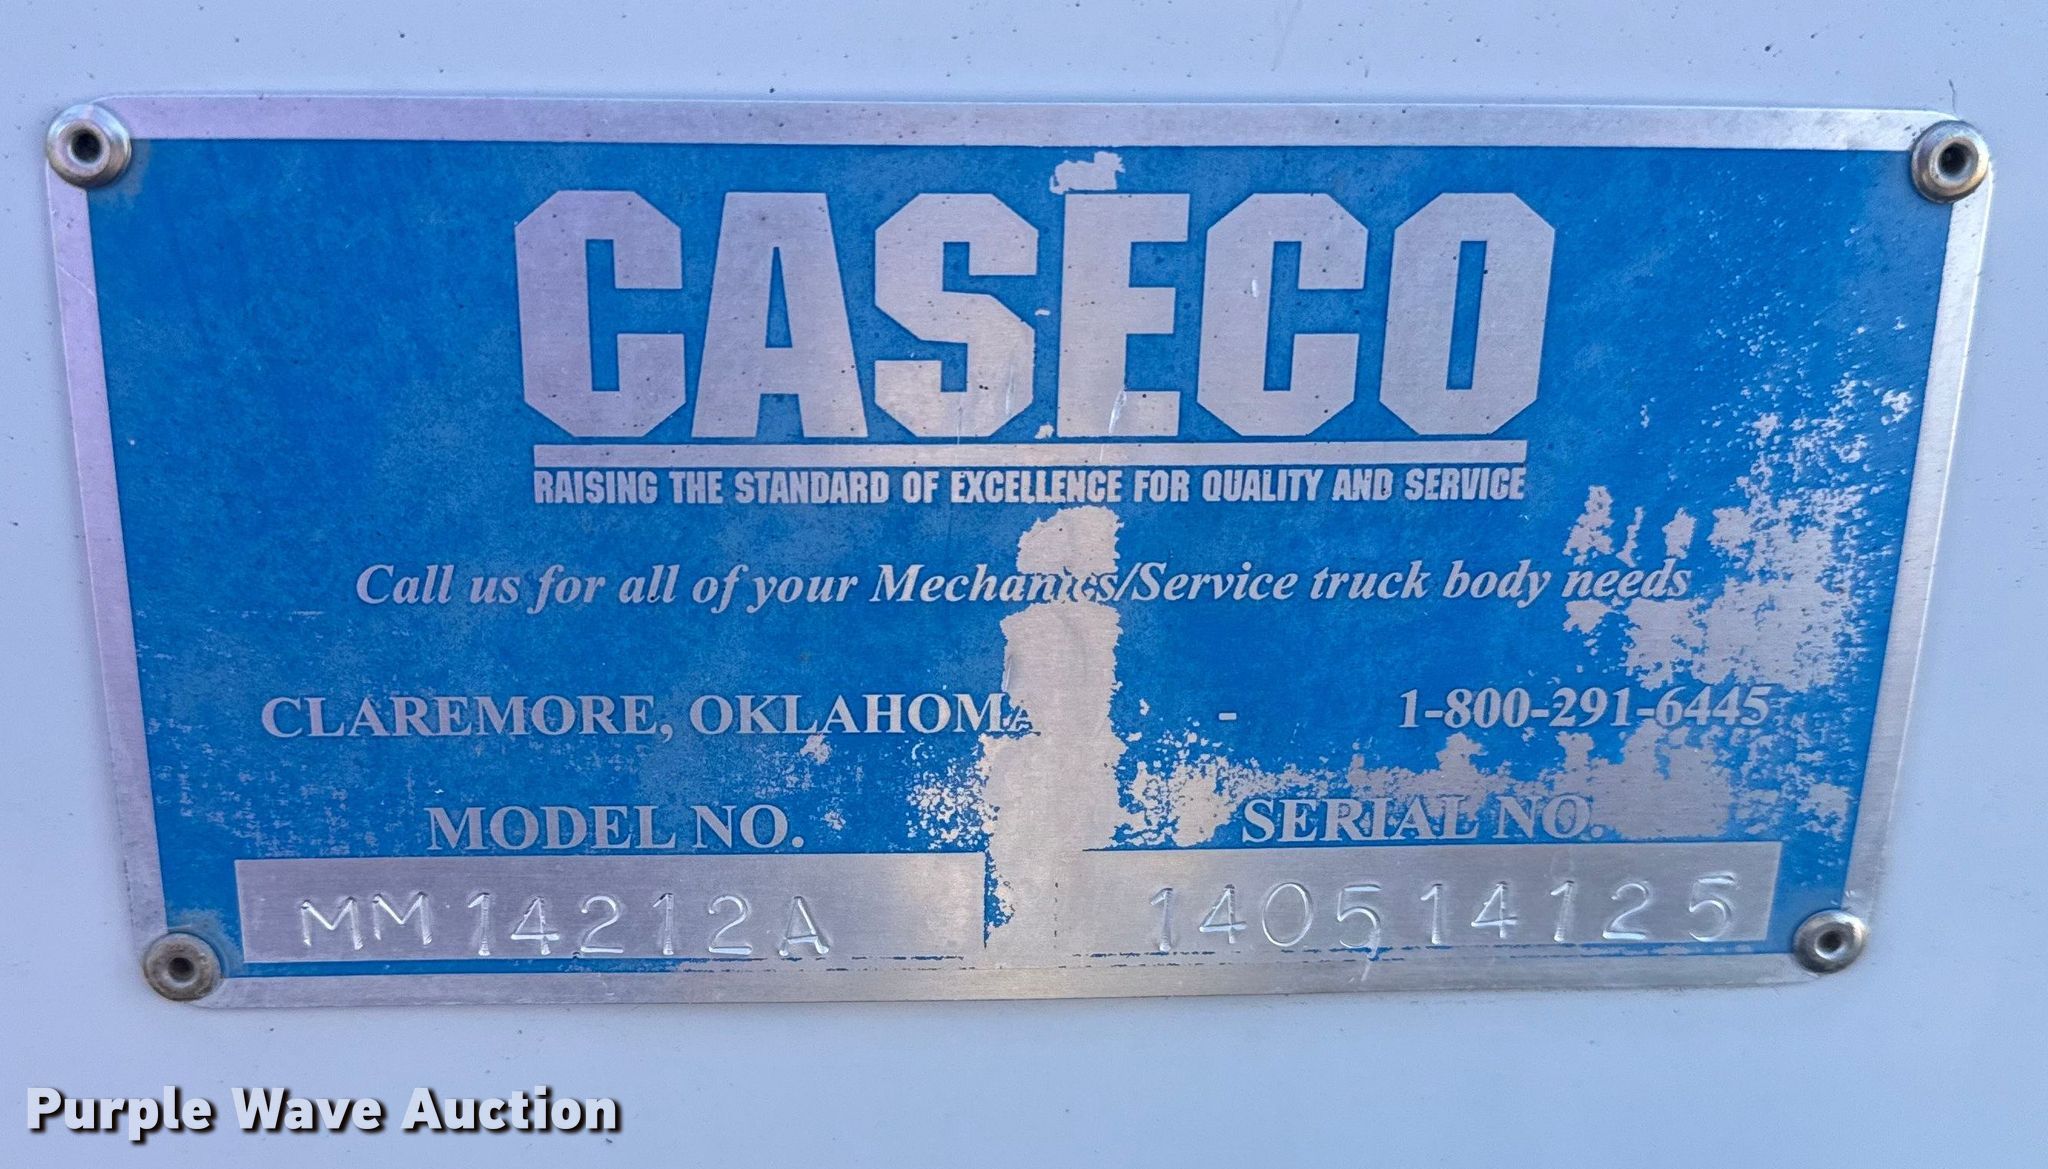 CASECO
RAISING THE STANDARD OF EXCELLENCE FOR QUALITY AND SERVICE
Call us for all of your Mechanics/Service truck body needs
CLAREMORE, OKLAHOMA - 1-800-291-6445
MODEL NO. SERIAL NO.
MM14212A 140514125
Purple Wave Auction